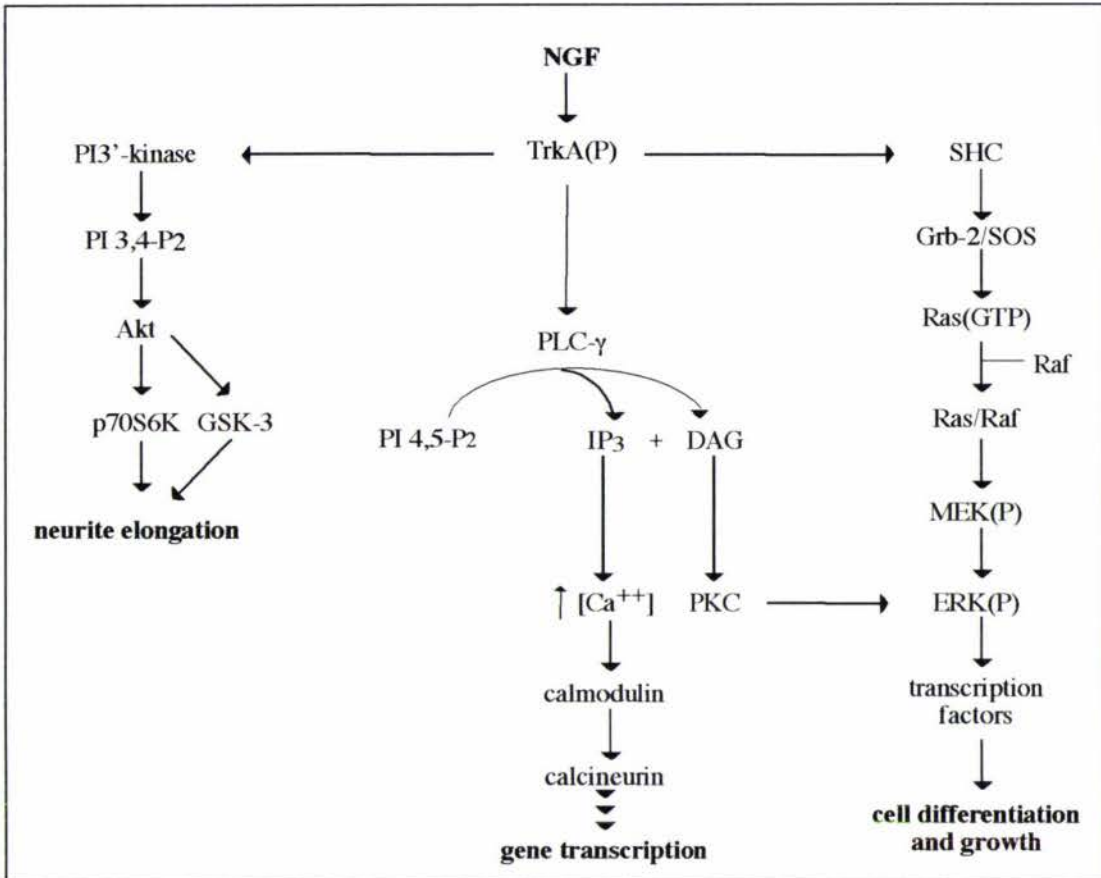 NGF
PI3'-kinase TrkA(P) SHC
PI 3,4-P2 Grb-2/SOS
Akt Ras(GTP)
PLC-γ
Raf
p70S6K GSK-3 Ras/Raf
PI 4,5-P2 IP3 + DAG
neurite elongation MEK(P)
↑ [Ca++] PKC ERK(P)
calmodulin transcription
factors
calcineurin
cell differentiation
gene transcription and growth